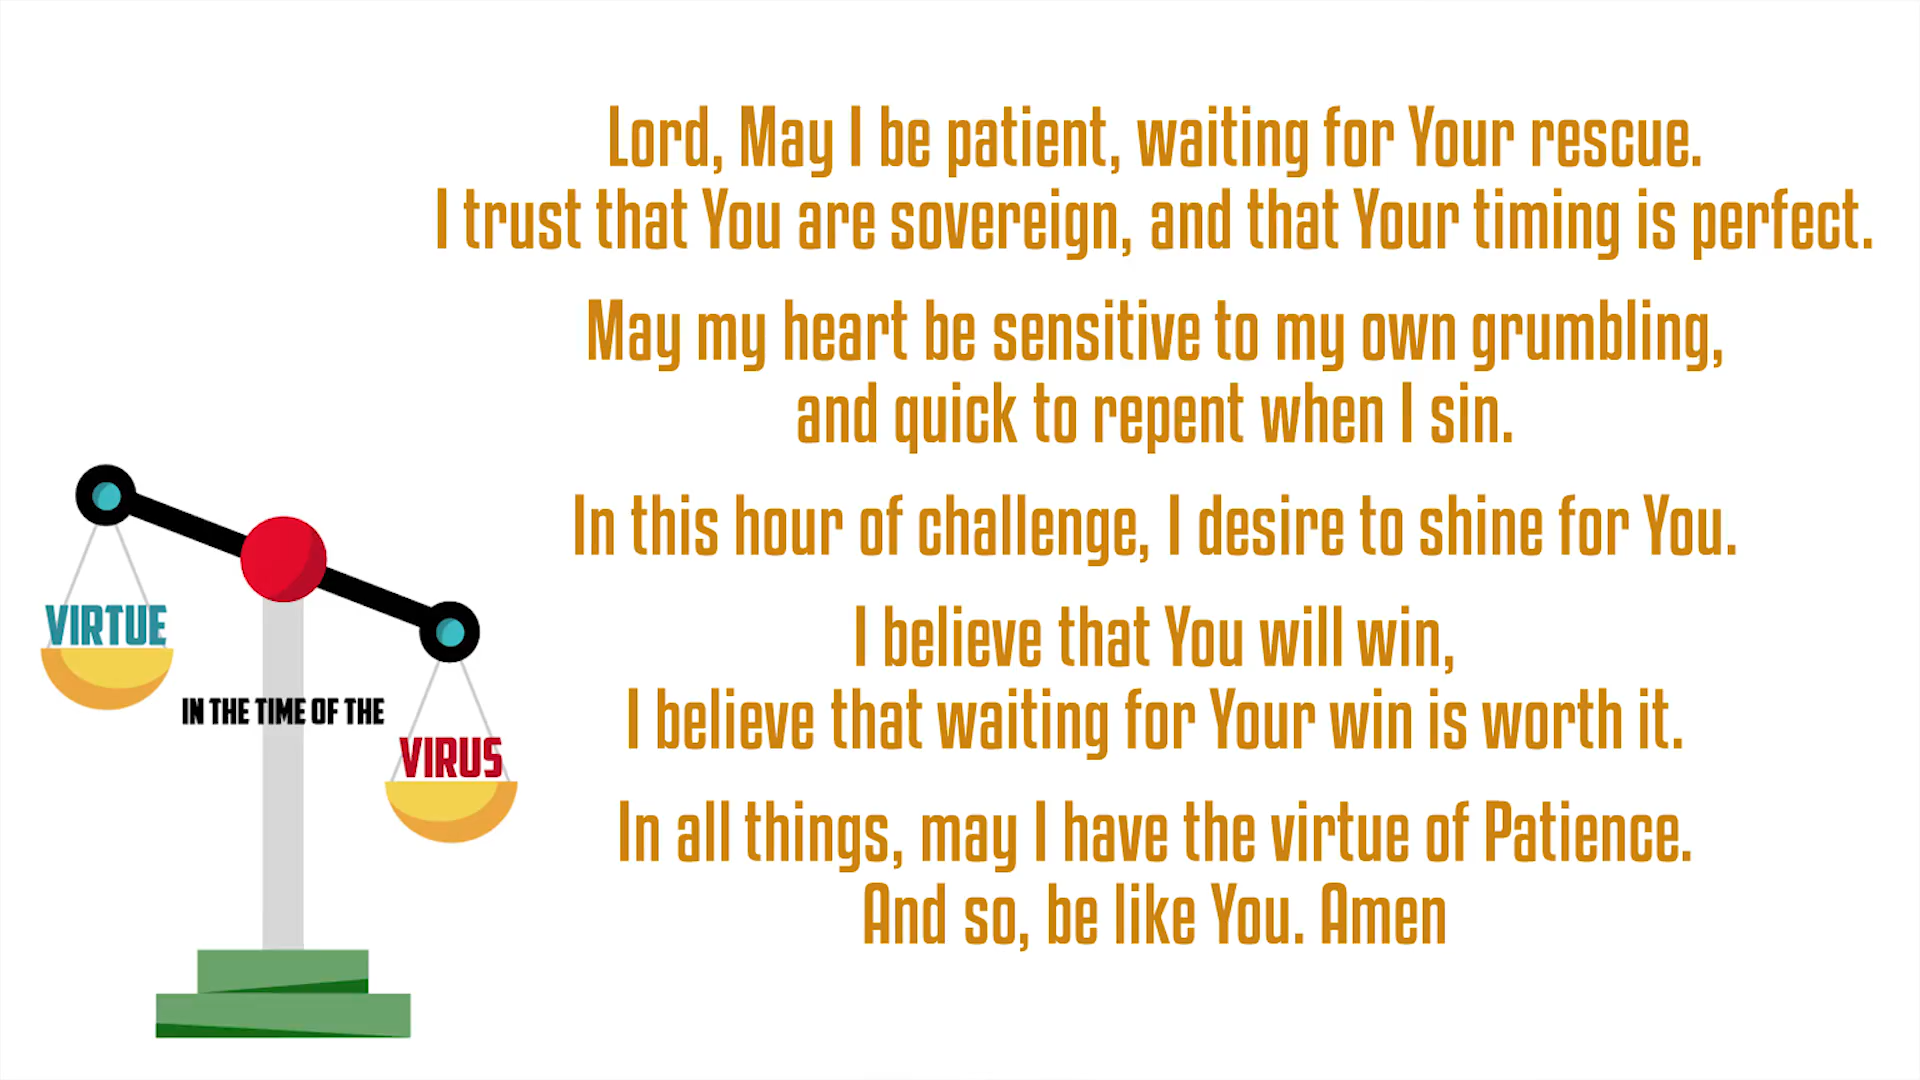 Lord, May I be patient, waiting for Your rescue.
I trust that You are sovereign, and that Your timing is perfect.
May my heart be sensitive to my own grumbling,
and quick to repent when I sin.
In this hour of challenge, I desire to shine for You.
I believe that You will win,
I believe that waiting for Your win is worth it.
In all things, may I have the virtue of Patience.
And so, be like You. Amen
VIRTUE
IN THE TIME OF THE
VIRUS